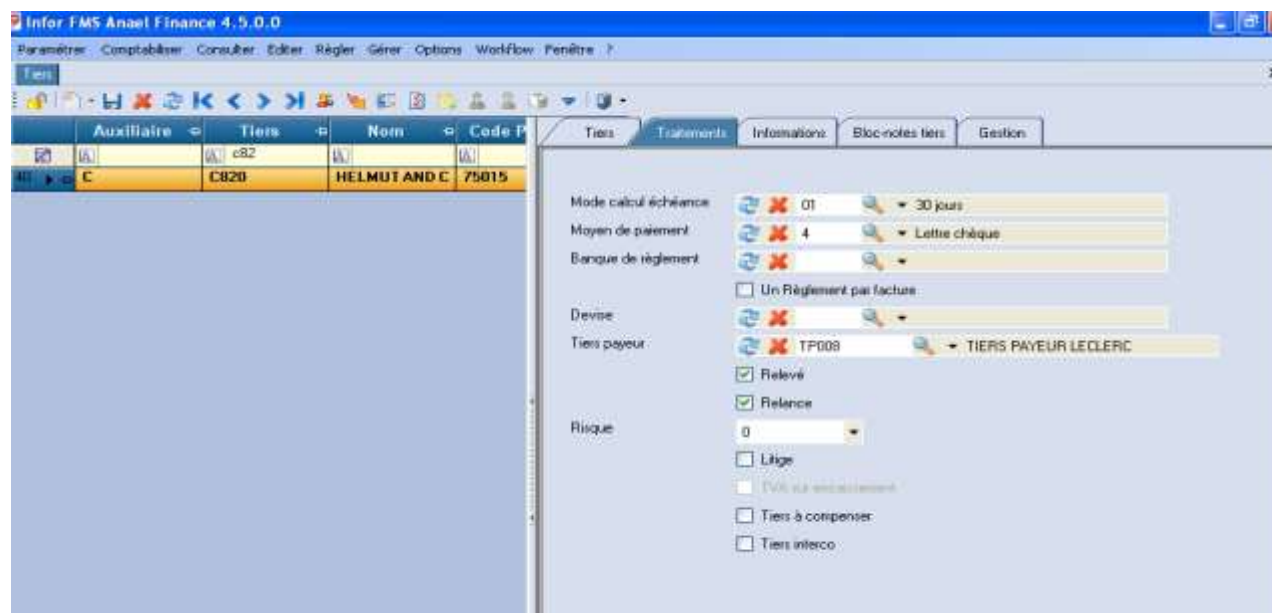 Infor FMS Anael Finance 4.5.0.0
Paramétrer Comptabiliser Consulter Editer Régler Gérer Options Workflow Fenêtre ?
Tiers
Auxiliaire Tiers Nom Code P
c82
C C820 HELMUT AND C 75015
Tiers Traitements Informations Bloc-notes tiers Gestion
Mode calcul échéance 01 30 jours
Moyen de paiement 4 Lettre chèque
Banque de règlement
Un Règlement par facture
Devise
Tiers payeur TP008 TIERS PAYEUR LECLERC
Relevé
Relance
Risque 0
Litige
TVA sur encaissement
Tiers à compenser
Tiers interco